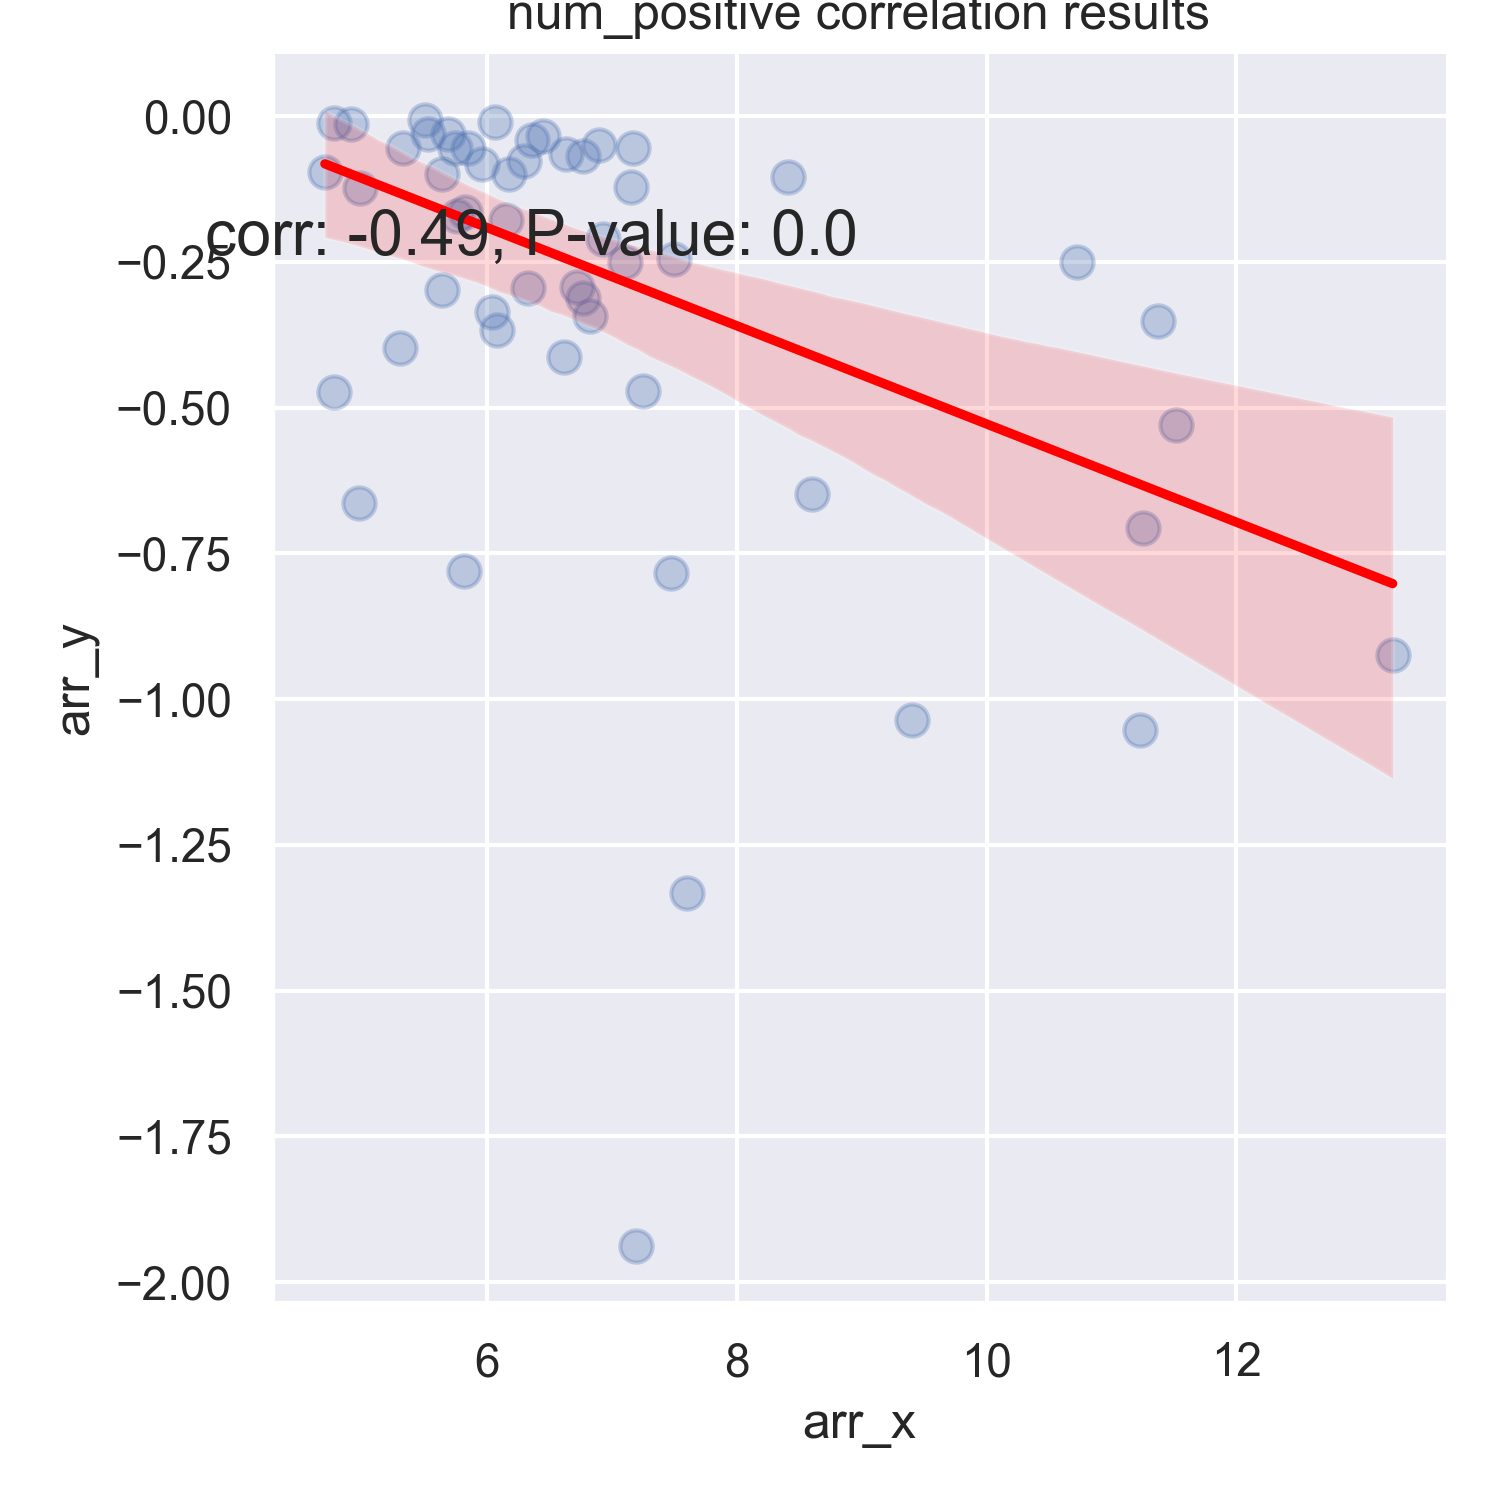 num_positive correlation results
0.00
corr: -0.49, P-value: 0.0
−0.25
−0.50
−0.75
−1.00
−1.25
−1.50
−1.75
−2.00
arr_y
6 8 10 12
arr_x